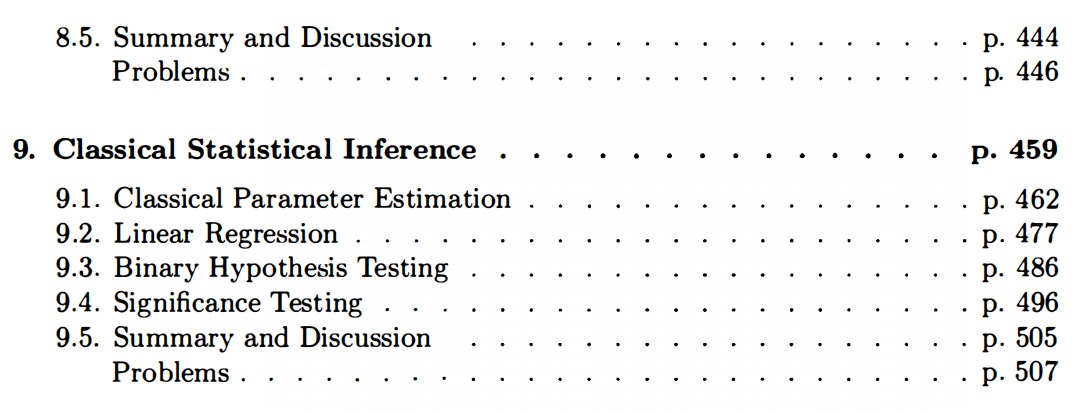 8.5. Summary and Discussion . . . . . . . . . . . . . . . . . . p. 444
Problems . . . . . . . . . . . . . . . . . . . . . . . . . . p. 446
9. Classical Statistical Inference . . . . . . . . . . . . . . p. 459
9.1. Classical Parameter Estimation . . . . . . . . . . . . . . . . p. 462
9.2. Linear Regression . . . . . . . . . . . . . . . . . . . . . . p. 477
9.3. Binary Hypothesis Testing . . . . . . . . . . . . . . . . . . p. 486
9.4. Significance Testing . . . . . . . . . . . . . . . . . . . . . p. 496
9.5. Summary and Discussion . . . . . . . . . . . . . . . . . . p. 505
Problems . . . . . . . . . . . . . . . . . . . . . . . . . . p. 507